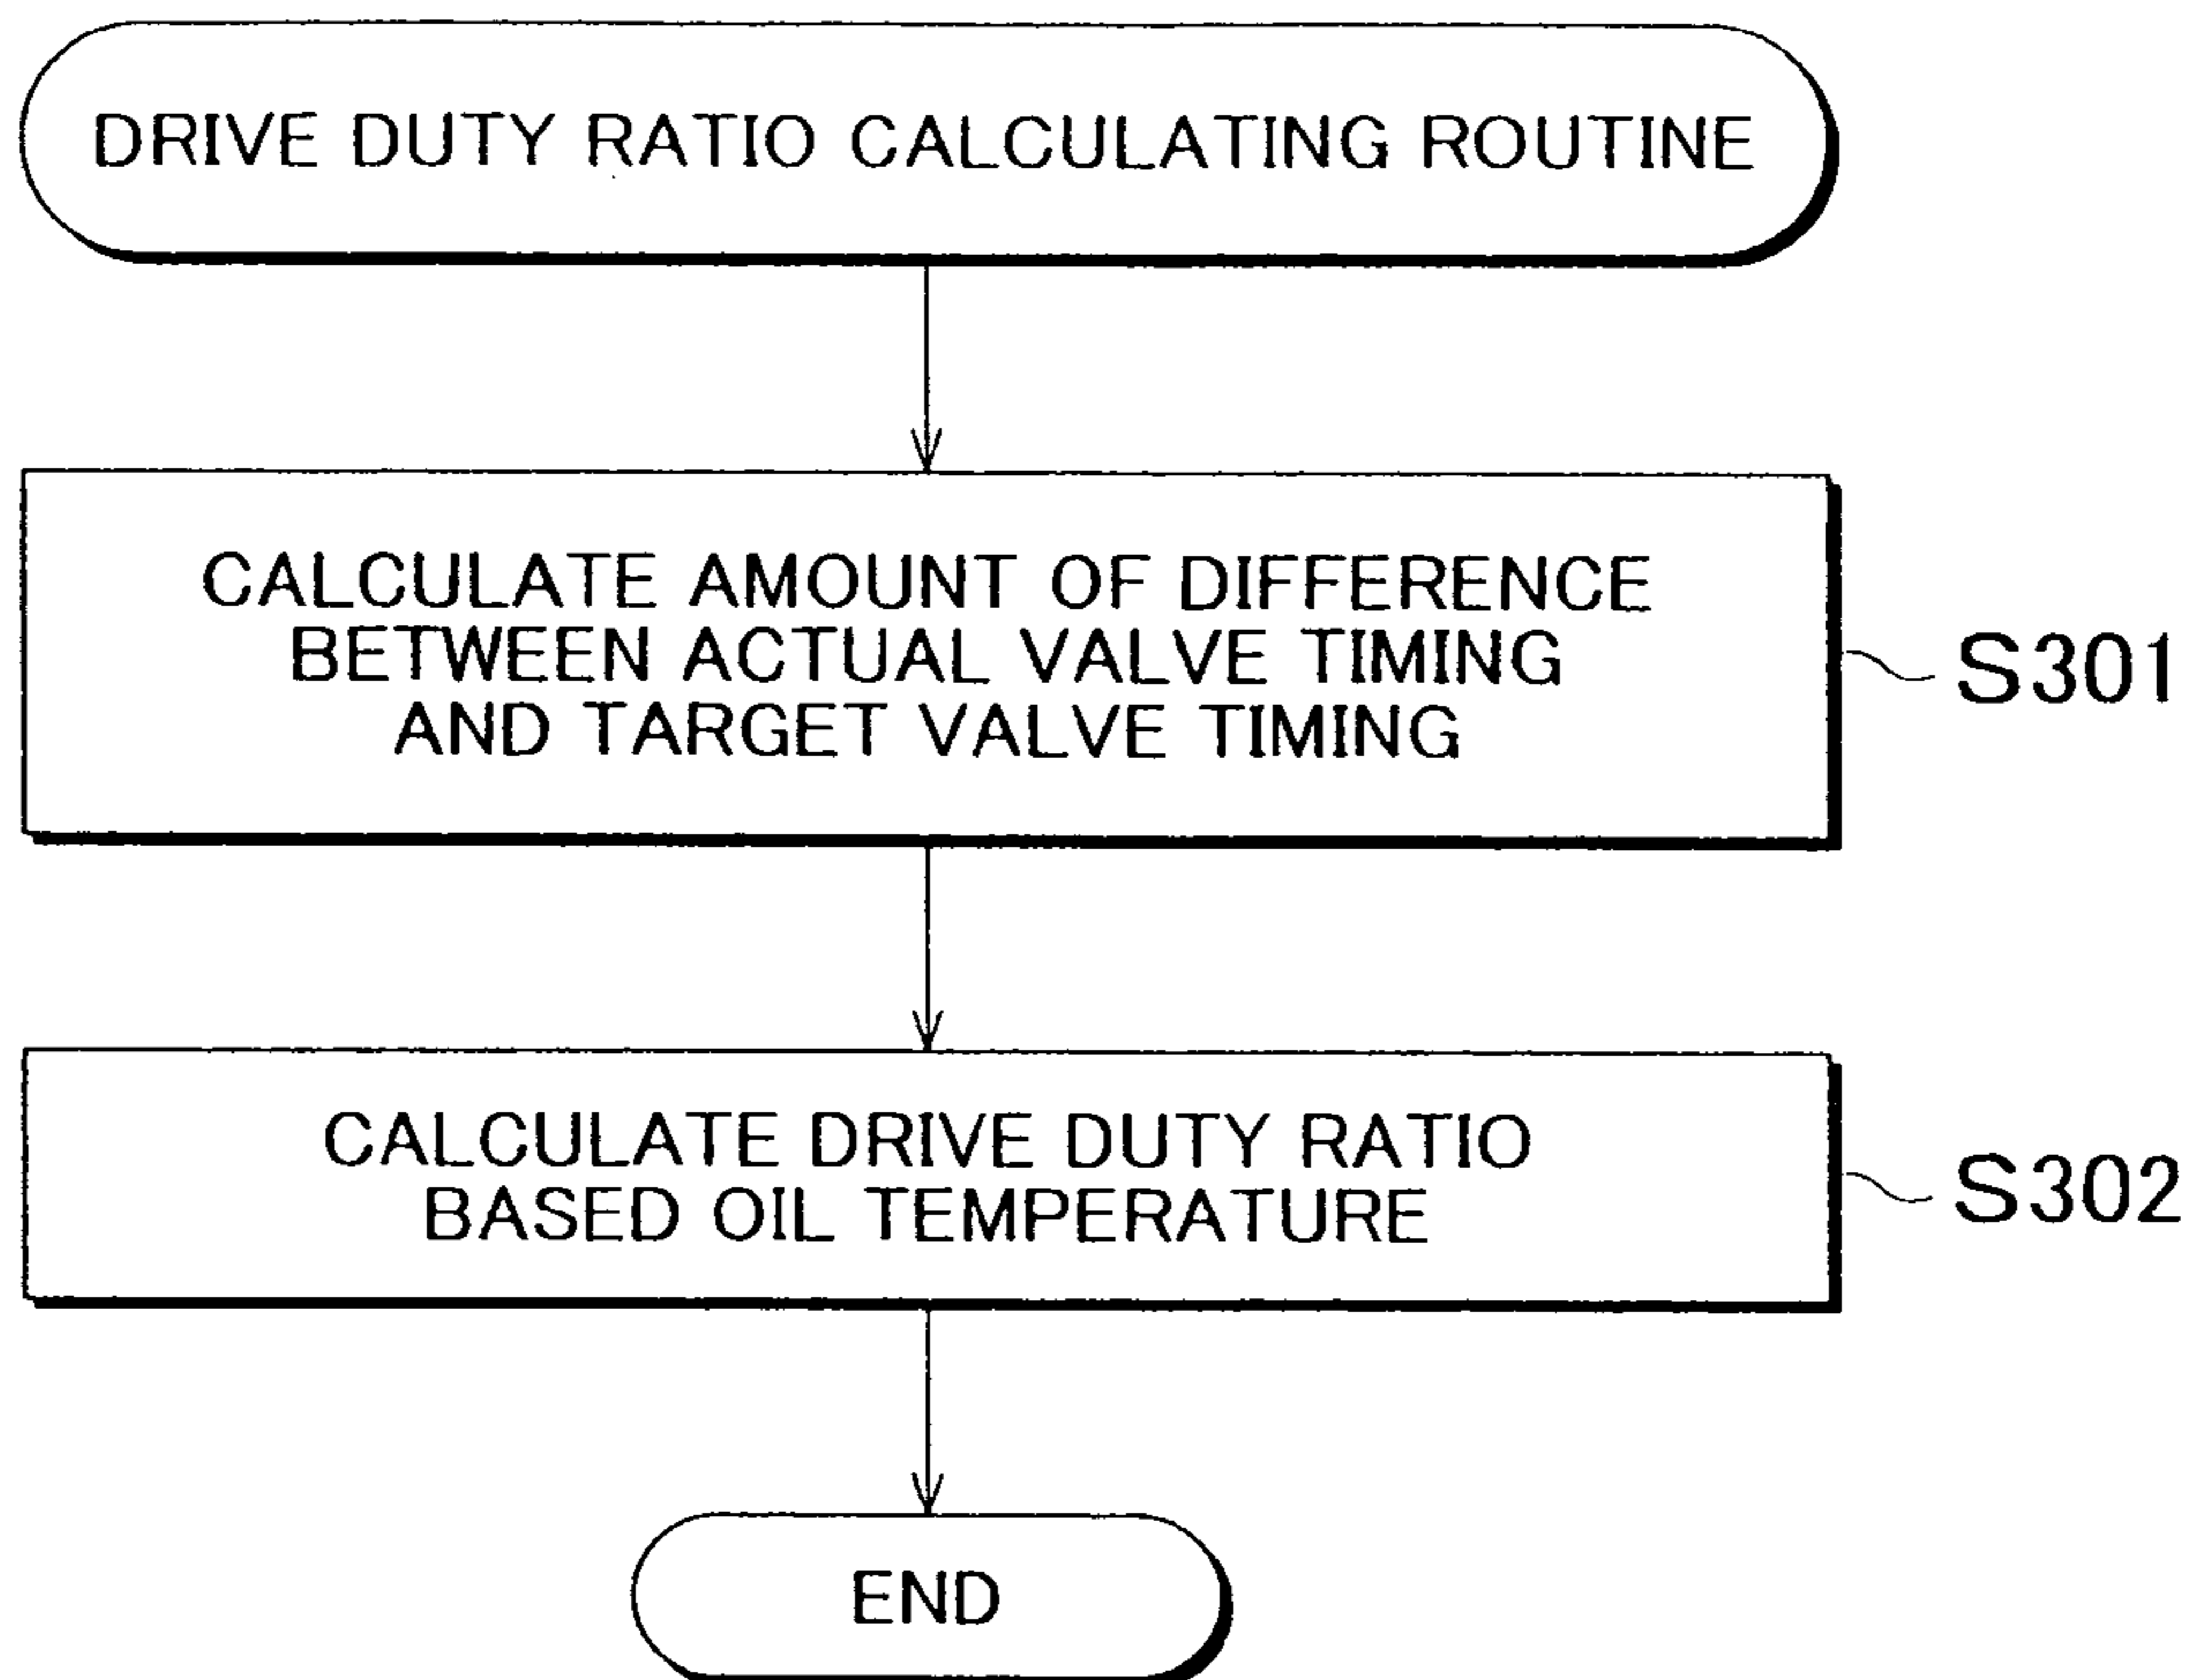 DRIVE DUTY RATIO CALCULATING ROUTINE
CALCULATE AMOUNT OF DIFFERENCE
BETWEEN ACTUAL VALVE TIMING
AND TARGET VALVE TIMING
S301
CALCULATE DRIVE DUTY RATIO
BASED OIL TEMPERATURE
S302
END